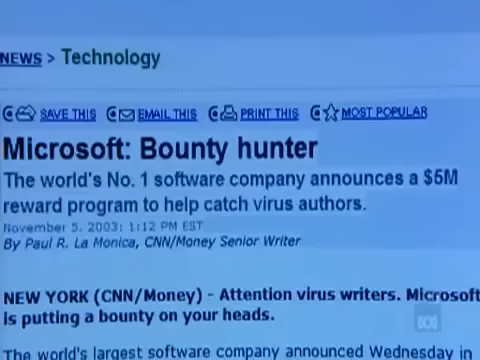 NEWS > Technology
SAVE THIS EMAIL THIS PRINT THIS MOST POPULAR
Microsoft: Bounty hunter
The world's No. 1 software company announces a $5M
reward program to help catch virus authors.
November 5, 2003: 1:12 PM EST
By Paul R. La Monica, CNN/Money Senior Writer
NEW YORK (CNN/Money) - Attention virus writers. Microsoft
is putting a bounty on your heads.
The world's largest software company announced Wednesday in